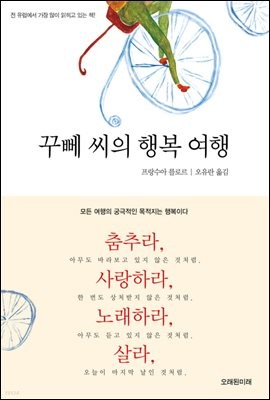 전 유럽에서 가장 많이 읽히고 있는 책!
꾸뻬 씨의 행복 여행
프랑수아 를로르 | 오유란 옮김
모든 여행의 궁극적인 목적지는 행복이다
춤추라,
아무도 바라보고 있지 않은 것처럼.
사랑하라,
한 번도 상처받지 않은 것처럼.
노래하라,
아무도 듣고 있지 않은 것처럼.
살라,
오늘이 마지막 날인 것처럼.
오래된미래